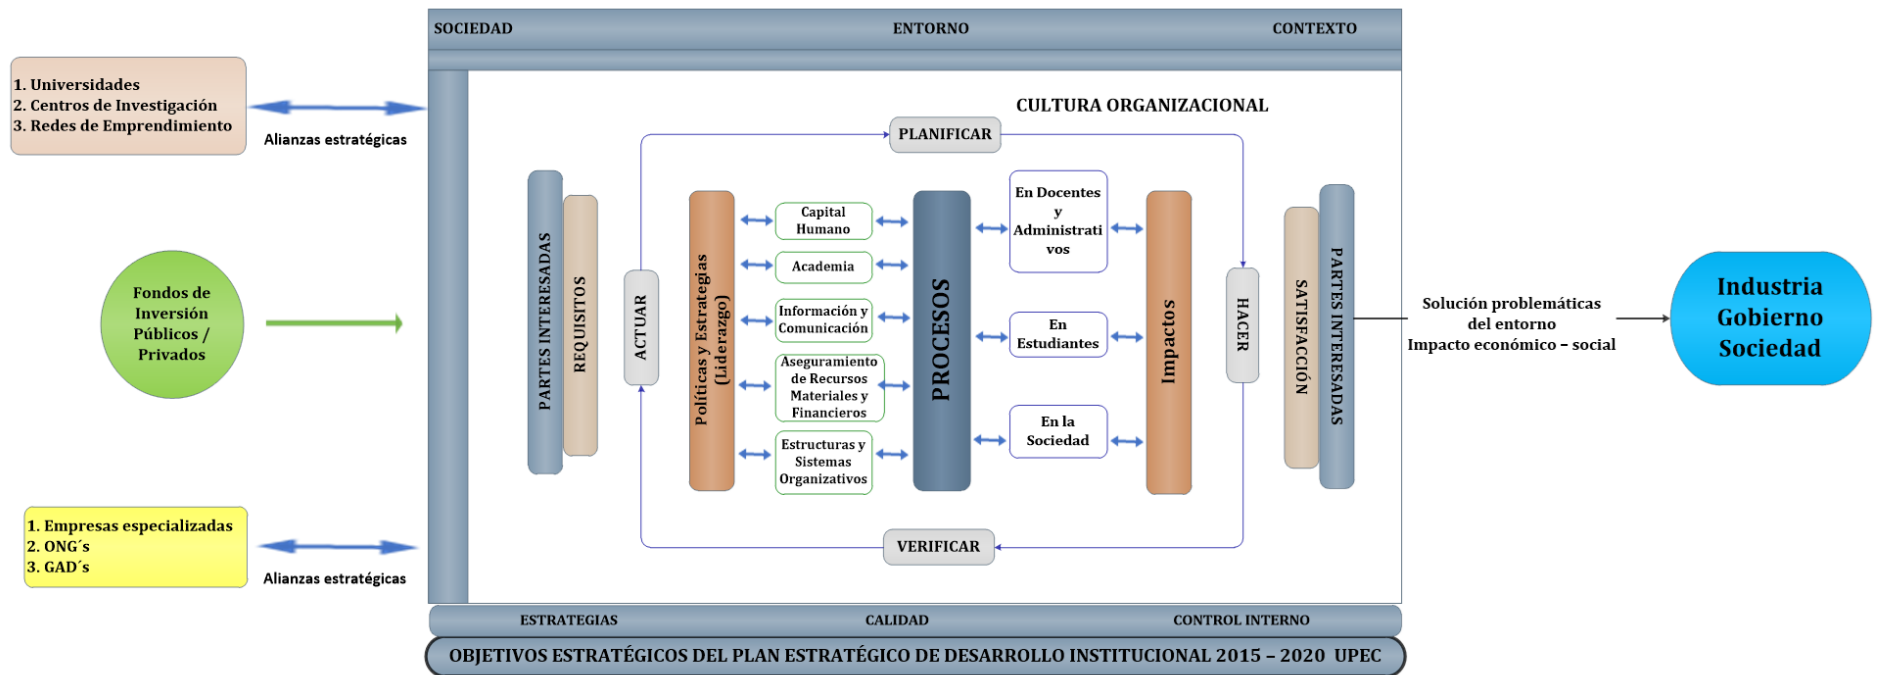 SOCIEDAD
ENTORNO
CONTEXTO
1. Universidades
2. Centros de Investigación
3. Redes de Emprendimiento
Alianzas estratégicas
Fondos de
Inversión
Públicos /
Privados
1. Empresas especializadas
2. ONG´s
3. GAD´s
Alianzas estratégicas
CULTURA ORGANIZACIONAL
PLANIFICAR
PARTES INTERESADAS
REQUISITOS
ACTUAR
Políticas y Estrategias
(Liderazgo)
Capital
Humano
Academia
Información y
Comunicación
Aseguramiento
de Recursos
Materiales y
Financieros
Estructuras y
Sistemas
Organizativos
PROCESOS
En Docentes
y
Administrati
vos
En
Estudiantes
En la
Sociedad
Impactos
HACER
SATISFACCIÓN
PARTES INTERESADAS
VERIFICAR
Solución problemáticas
del entorno
Impacto económico – social
Industria
Gobierno
Sociedad
ESTRATEGIAS
CALIDAD
CONTROL INTERNO
OBJETIVOS ESTRATÉGICOS DEL PLAN ESTRATÉGICO DE DESARROLLO INSTITUCIONAL 2015 – 2020 UPEC